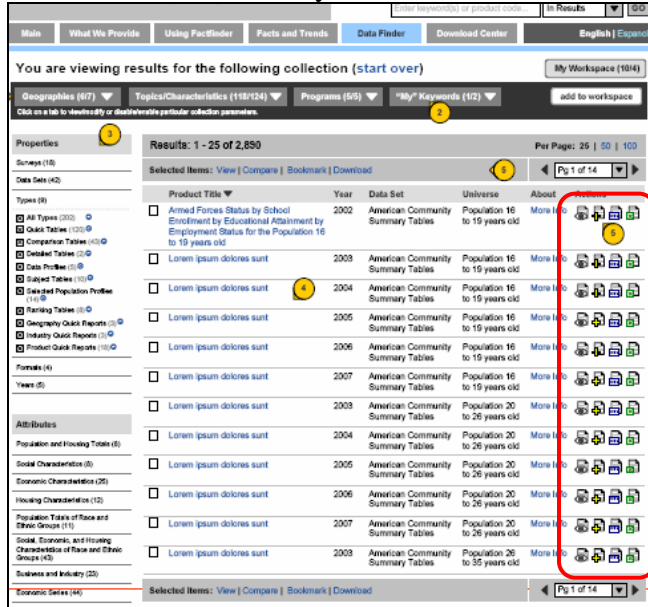 Enter keyword(s) or product code... In Results GO
Main What We Provide Using Factfinder Facts and Trends Data Finder Download Center English | Espanol
You are viewing results for the following collection (start over) My Workspace (10/4)
Geographies (6/7) Topics/Characteristics (118/124) Programs (5/5) "My" Keywords (1/2) add to workspace
Click on a tab to view/modify or disable/enable particular collection parameters.
2
3
Properties
Surveys (18)
Data Sets (42)
Types (9)
All Types (202)
Quick Tables (120)
Comparison Tables (43)
Detailed Tables (2)
Data Profiles (5)
Subject Tables (10)
Selected Population Profiles
(14)
Ranking Tables (8)
Geography Quick Reports (3)
Industry Quick Reports (3)
Product Quick Reports (18)
Formats (4)
Years (5)
Attributes
Population and Housing Totals (8)
Social Characteristics (8)
Economic Characteristics (25)
Housing Characteristics (12)
Population Totals of Race and
Ethnic Groups (11)
Social, Economic, and Housing
Characteristics of Race and Ethnic
Groups (43)
Business and Industry (23)
Economic Series (44)
Results: 1 - 25 of 2,890 Per Page: 25 | 50 | 100
Selected Items: View | Compare | Bookmark | Download 5 Pg 1 of 14
Product Title Year Data Set Universe About Actions
Armed Forces Status by School 2002 American Community Population 16 More Info
Enrollment by Educational Attainment by Summary Tables to 19 years old 5
Employment Status for the Population 16
to 19 years old
Lorem ipsum dolores sunt 2003 American Community Population 16 More Info
Summary Tables to 19 years old
Lorem ipsum dolores sunt 4 2004 American Community Population 16 More Info
Summary Tables to 19 years old
Lorem ipsum dolores sunt 2005 American Community Population 16 More Info
Summary Tables to 19 years old
Lorem ipsum dolores sunt 2006 American Community Population 16 More Info
Summary Tables to 19 years old
Lorem ipsum dolores sunt 2007 American Community Population 16 More Info
Summary Tables to 19 years old
Lorem ipsum dolores sunt 2003 American Community Population 20 More Info
Summary Tables to 26 years old
Lorem ipsum dolores sunt 2004 American Community Population 20 More Info
Summary Tables to 26 years old
Lorem ipsum dolores sunt 2005 American Community Population 20 More Info
Summary Tables to 26 years old
Lorem ipsum dolores sunt 2006 American Community Population 20 More Info
Summary Tables to 26 years old
Lorem ipsum dolores sunt 2007 American Community Population 20 More Info
Summary Tables to 26 years old
Lorem ipsum dolores sunt 2003 American Community Population 26 More Info
Summary Tables to 35 years old
Selected Items: View | Compare | Bookmark | Download Pg 1 of 14